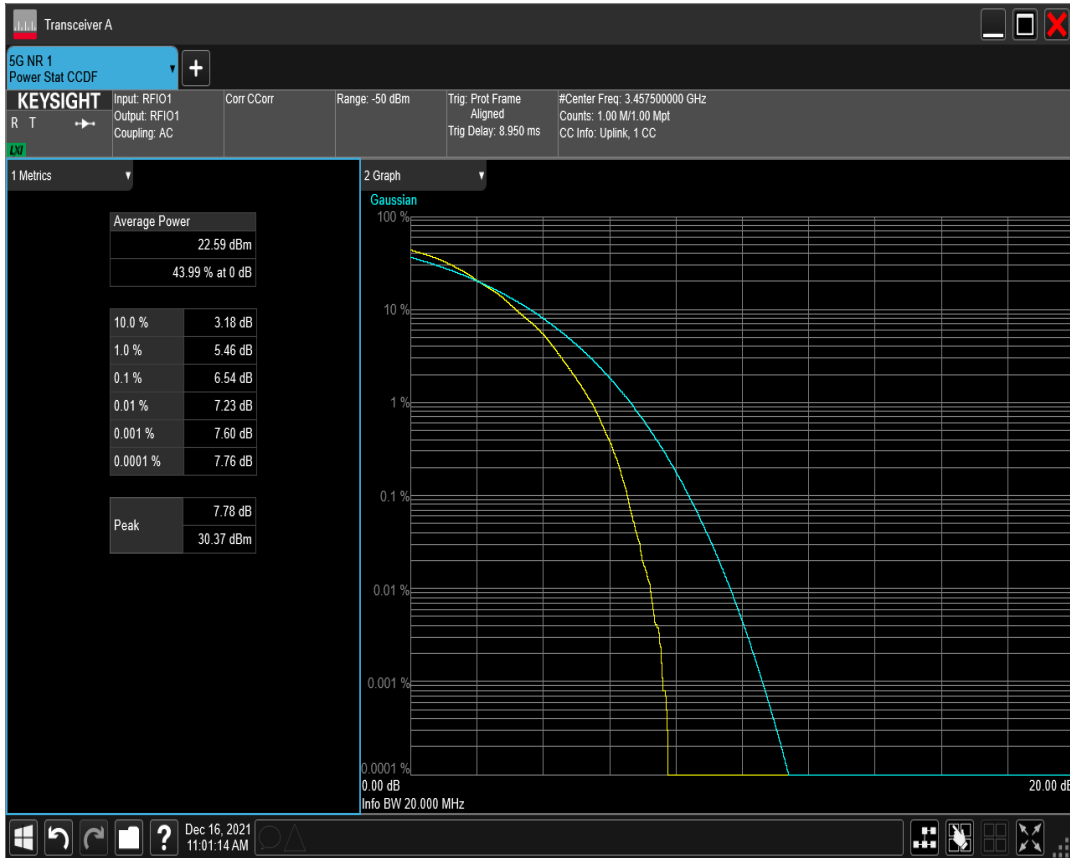 Transceiver A
5G NR 1
Power Stat CCDF
+
KEYSIGHT
R T
LXI
Input: RFIO1
Output: RFIO1
Coupling: AC
Corr CCorr
Range: -50 dBm
Trig: Prot Frame
Aligned
Trig Delay: 8.950 ms
#Center Freq: 3.457500000 GHz
Counts: 1.00 M/1.00 Mpt
CC Info: Uplink, 1 CC
1 Metrics
Average Power
22.59 dBm
43.99 % at 0 dB
10.0 % 3.18 dB
1.0 % 5.46 dB
0.1 % 6.54 dB
0.01 % 7.23 dB
0.001 % 7.60 dB
0.0001 % 7.76 dB
Peak
7.78 dB
30.37 dBm
2 Graph
Gaussian
100 %
10 %
1 %
0.1 %
0.01 %
0.001 %
0.0001 %
0.00 dB
20.00 dB
Info BW 20.000 MHz
?
Dec 16, 2021
11:01:14 AM